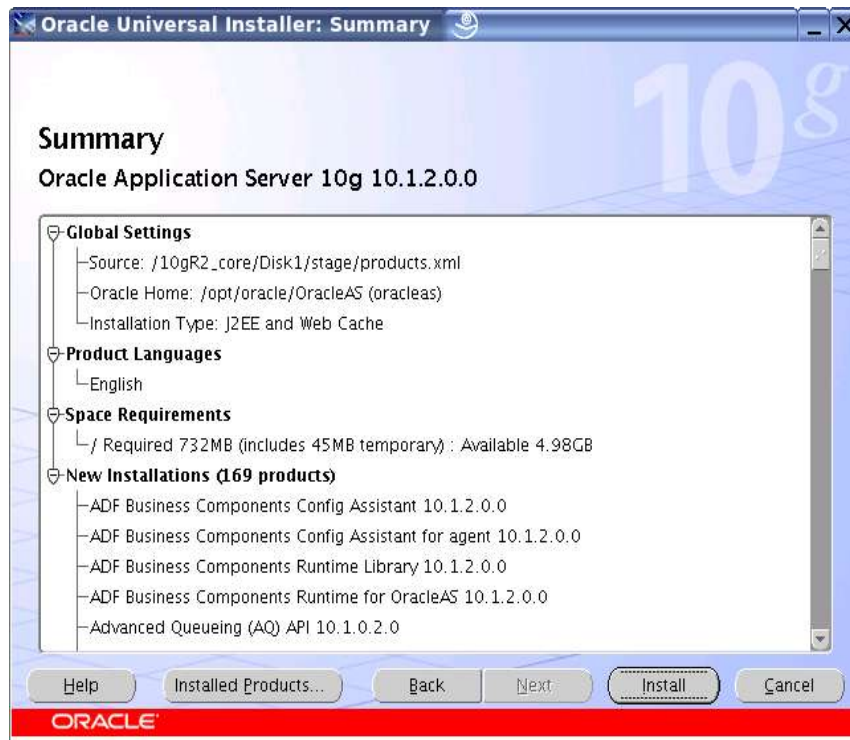 Oracle Universal Installer: Summary
10g
Summary
Oracle Application Server 10g 10.1.2.0.0
Global Settings
Source: /10gR2_core/Disk1/stage/products.xml
Oracle Home: /opt/oracle/OracleAS (oracleas)
Installation Type: J2EE and Web Cache
Product Languages
English
Space Requirements
/ Required 732MB (includes 45MB temporary) : Available 4.98GB
New Installations (169 products)
ADF Business Components Config Assistant 10.1.2.0.0
ADF Business Components Config Assistant for agent 10.1.2.0.0
ADF Business Components Runtime Library 10.1.2.0.0
ADF Business Components Runtime for OracleAS 10.1.2.0.0
Advanced Queueing (AQ) API 10.1.0.2.0
Help Installed Products... Back Next Install Cancel
ORACLE